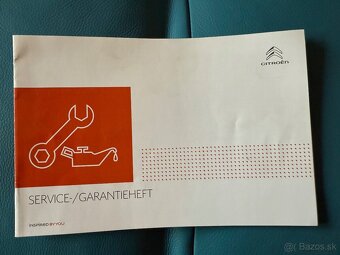 CITROËN
SERVICE-/GARANTIEHEFT
INSPIRED BY YOU
Bazos.sk